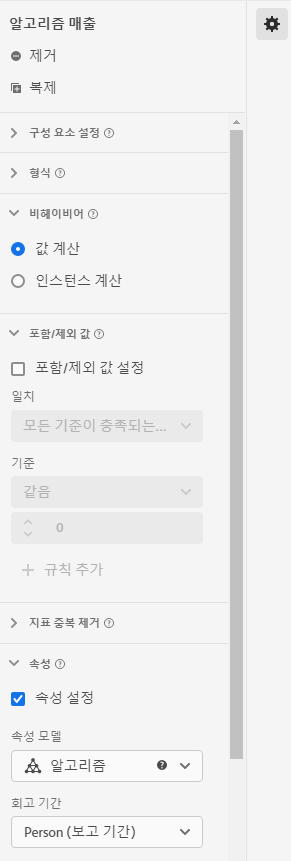 알고리즘 매출
제거
복제
구성 요소 설정
형식
비헤이비어
값 계산
인스턴스 계산
포함/제외 값
포함/제외 값 설정
일치
모든 기준이 충족되는...
기준
같음
0
규칙 추가
지표 중복 제거
속성
속성 설정
속성 모델
알고리즘
회고 기간
Person (보고 기간)